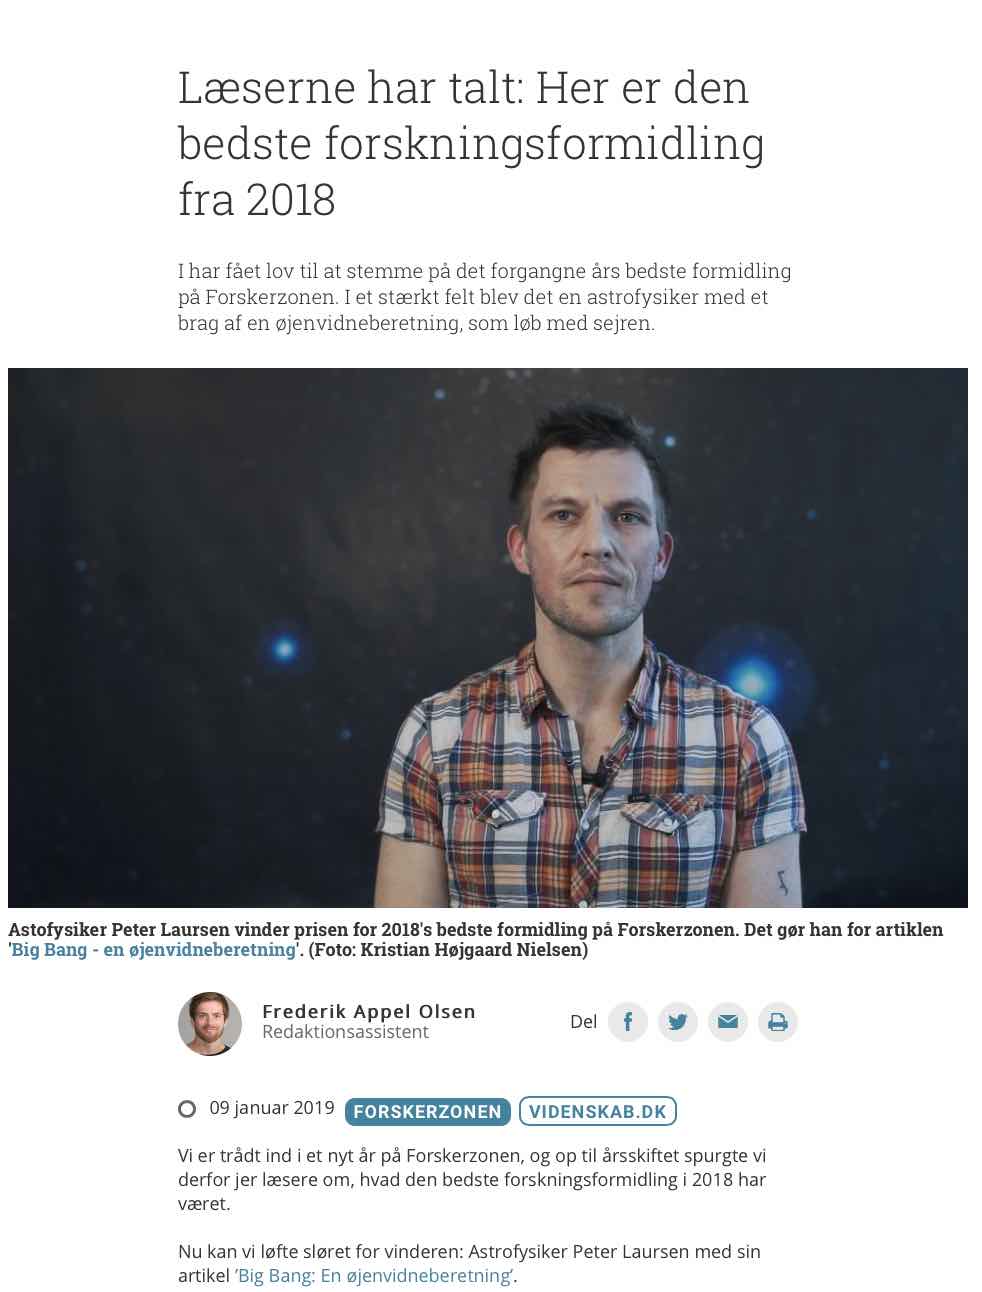 Læserne har talt: Her er den
bedste forskningsformidling
fra 2018
I har fået lov til at stemme på det forgangne års bedste formidling
på Forskerzonen. I et stærkt felt blev det en astrofysiker med et
brag af en øjenvidneberetning, som løb med sejren.
Astofysiker Peter Laursen vinder prisen for 2018's bedste formidling på Forskerzonen. Det gør han for artiklen
'Big Bang - en øjenvidneberetning'. (Foto: Kristian Højgaard Nielsen)
Frederik Appel Olsen
Redaktionsassistent
Del
09 januar 2019 FORSKERZONEN VIDENSKAB.DK
Vi er trådt ind i et nyt år på Forskerzonen, og op til årsskiftet spurgte vi
derfor jer læsere om, hvad den bedste forskningsformidling i 2018 har
været.
Nu kan vi løfte sløret for vinderen: Astrofysiker Peter Laursen med sin
artikel ’Big Bang: En øjenvidneberetning’.